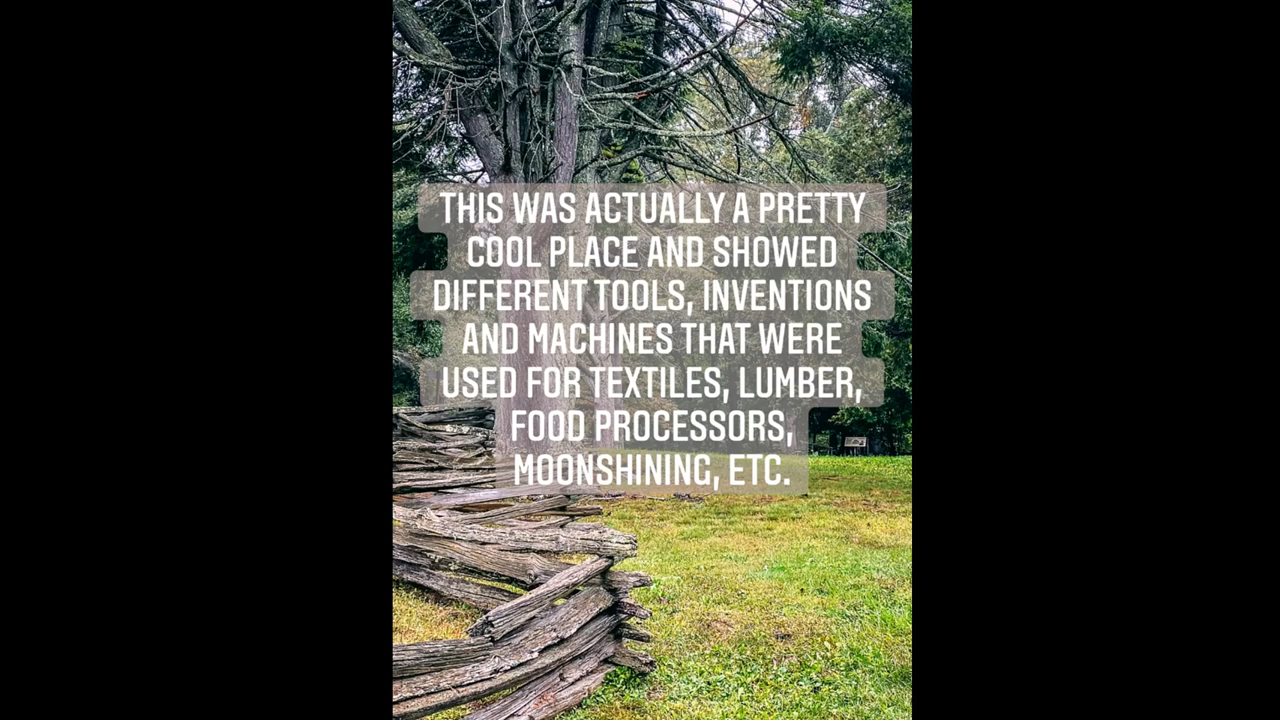 THIS WAS ACTUALLY A PRETTY
COOL PLACE AND SHOWED
DIFFERENT TOOLS, INVENTIONS
AND MACHINES THAT WERE
USED FOR TEXTILES, LUMBER,
FOOD PROCESSORS,
MOONSHINING, ETC.